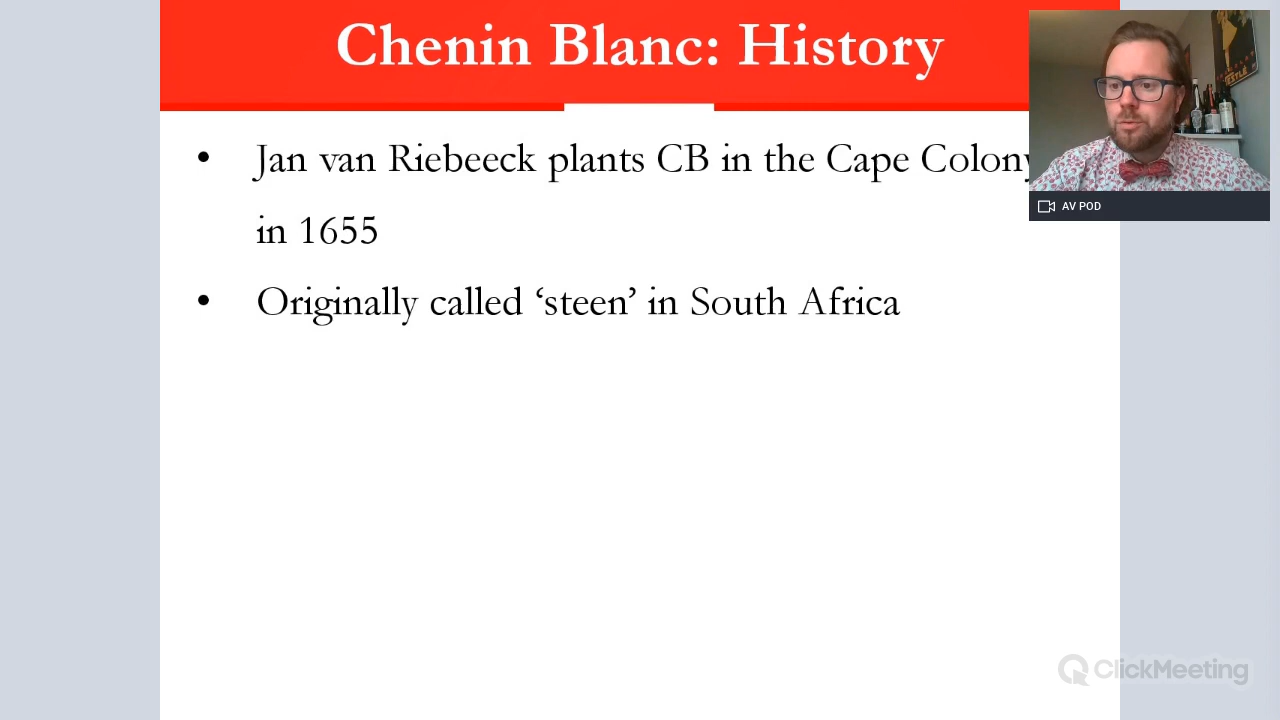 Chenin Blanc: History
• Jan van Riebeeck plants CB in the Cape Colony
in 1655
• Originally called ‘steen’ in South Africa
AV POD
ClickMeeting